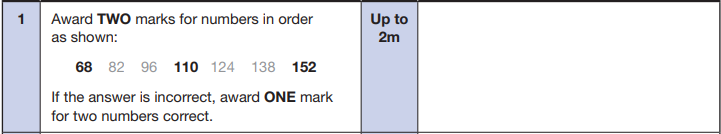 1 Award TWO marks for numbers in order Up to
as shown: 2m
68 82 96 110 124 138 152
If the answer is incorrect, award ONE mark
for two numbers correct.